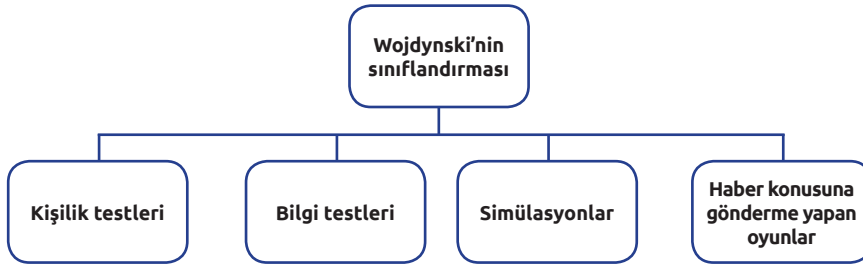 Wojdynski’nin
sınıflandırması
Kişilik testleri
Bilgi testleri
Simülasyonlar
Haber konusuna
gönderme yapan
oyunlar